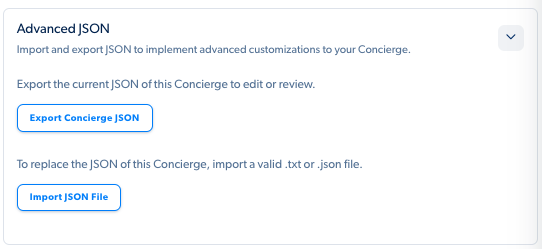 Advanced JSON
Import and export JSON to implement advanced customizations to your Concierge.
Export the current JSON of this Concierge to edit or review.
Export Concierge JSON
To replace the JSON of this Concierge, import a valid .txt or .json file.
Import JSON File